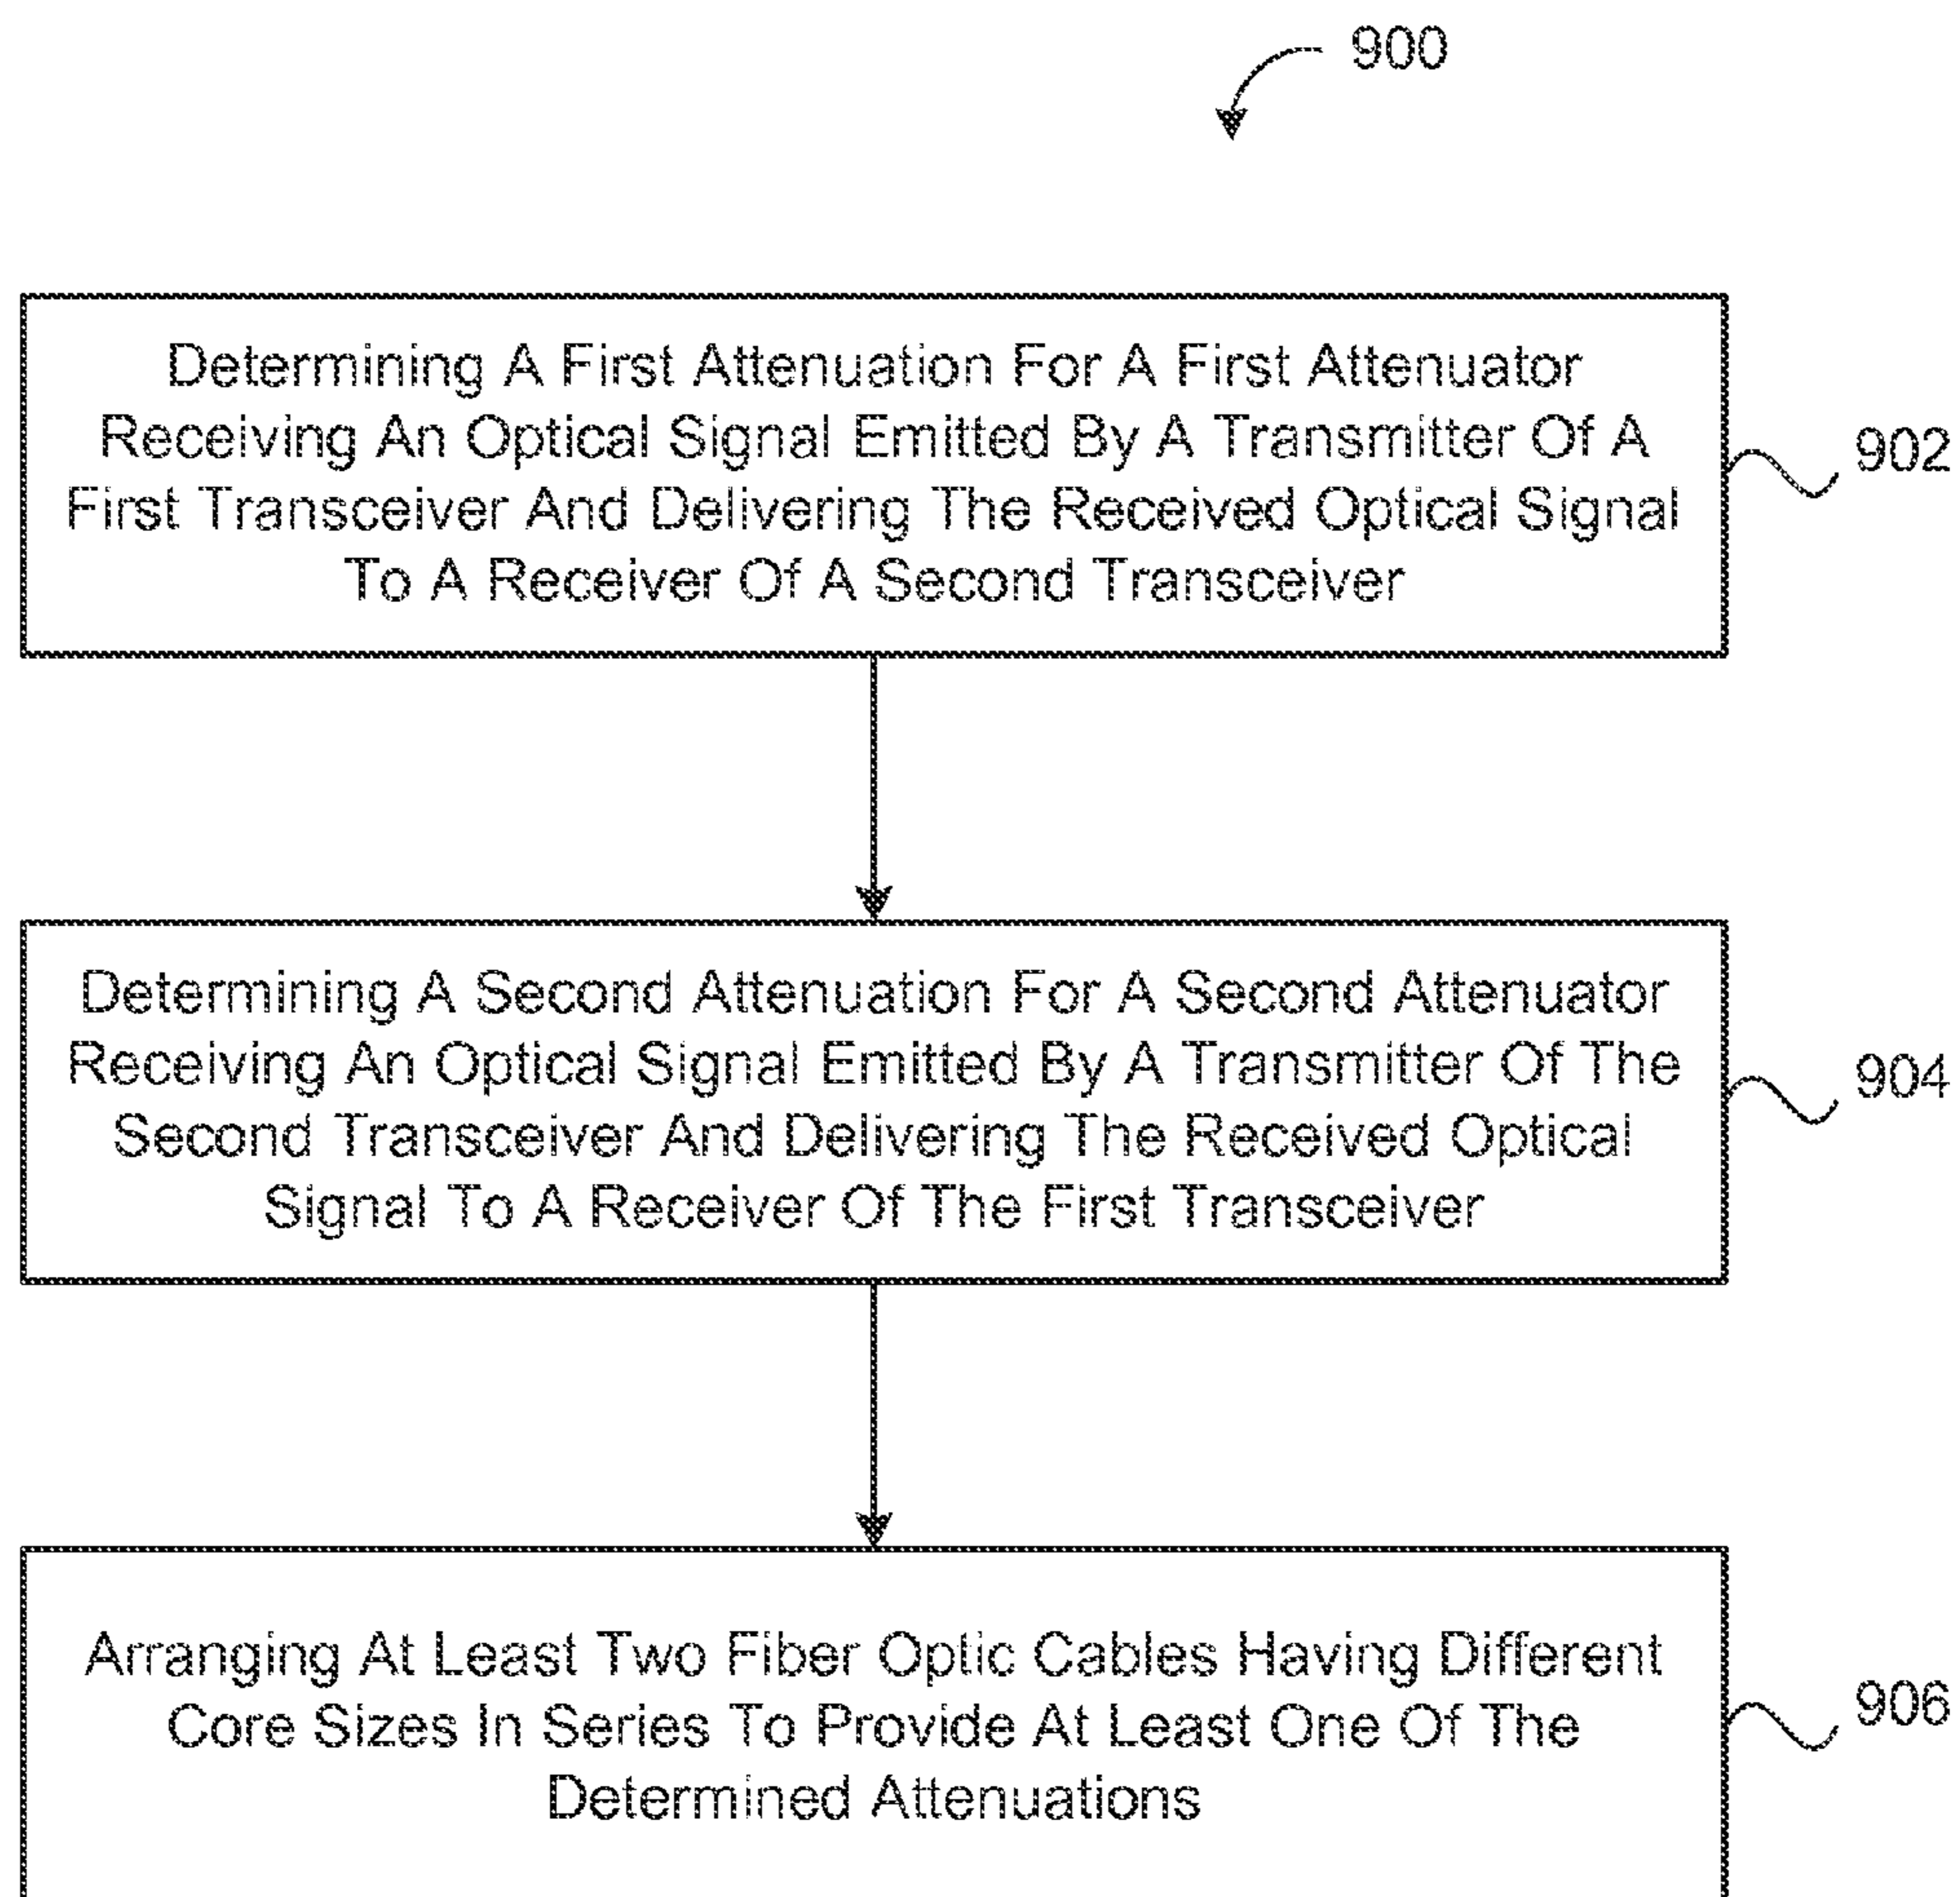 900
Determining A First Attenuation For A First Attenuator
Receiving An Optical Signal Emitted By A Transmitter Of A
First Transceiver And Delivering The Received Optical Signal
To A Receiver Of A Second Transceiver
902
Determining A Second Attenuation For A Second Attenuator
Receiving An Optical Signal Emitted By A Transmitter Of The
Second Transceiver And Delivering The Received Optical
Signal To A Receiver Of The First Transceiver
904
Arranging At Least Two Fiber Optic Cables Having Different
Core Sizes In Series To Provide At Least One Of The
Determined Attenuations
906